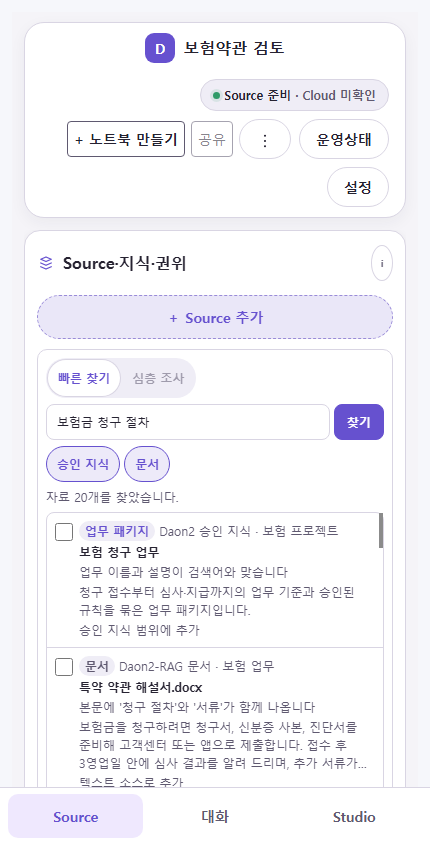 D 보험약관 검토
Source 준비 · Cloud 미확인
+ 노트북 만들기 공유 ⋮ 운영상태
설정
Source·지식·권위 i
+ Source 추가
빠른 찾기 심층 조사
보험금 청구 절차 찾기
승인 지식 문서
자료 20개를 찾았습니다.
업무 패키지 Daon2 승인 지식 · 보험 프로젝트
보험 청구 업무
업무 이름과 설명이 검색어와 맞습니다
청구 접수부터 심사·지급까지의 업무 기준과 승인된
규칙을 묶은 업무 패키지입니다.
승인 지식 범위에 추가
문서 Daon2-RAG 문서 · 보험 업무
특약 약관 해설서.docx
본문에 '청구 절차'와 '서류'가 함께 나옵니다
보험금을 청구하려면 청구서, 신분증 사본, 진단서를
준비해 고객센터 또는 앱으로 제출합니다. 접수 후
3영업일 안에 심사 결과를 알려 드리며, 추가 서류가...
텍스트 소스로 추가
Source 대화 Studio